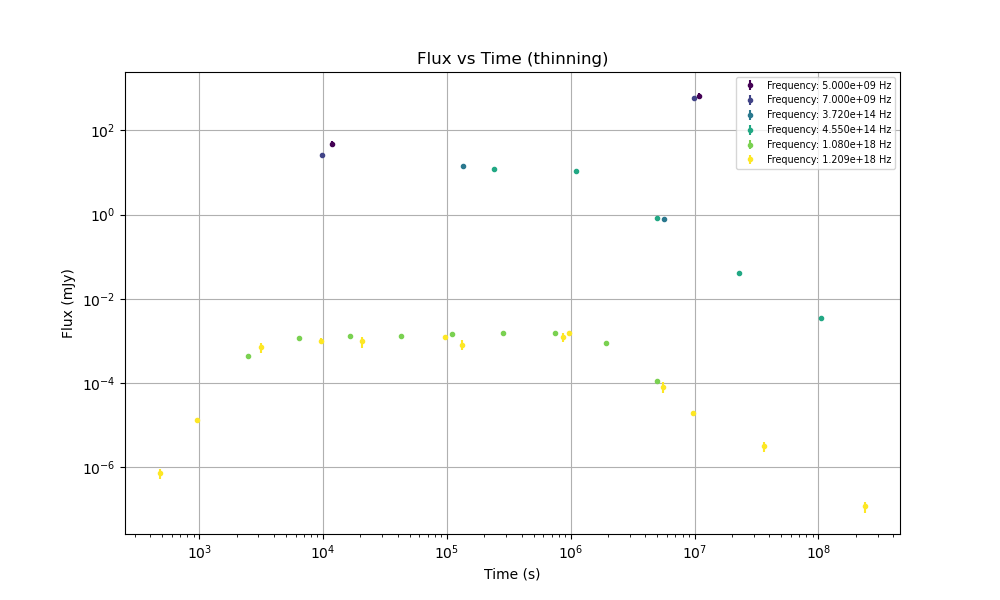 Flux vs Time (thinning)
Frequency: 5.000e+09 Hz
Frequency: 7.000e+09 Hz
Frequency: 3.720e+14 Hz
Frequency: 4.550e+14 Hz
Frequency: 1.080e+18 Hz
Frequency: 1.209e+18 Hz
Flux (mJy)
10²
10⁰
10⁻²
10⁻⁴
10⁻⁶
10³ 10⁴ 10⁵ 10⁶ 10⁷ 10⁸
Time (s)